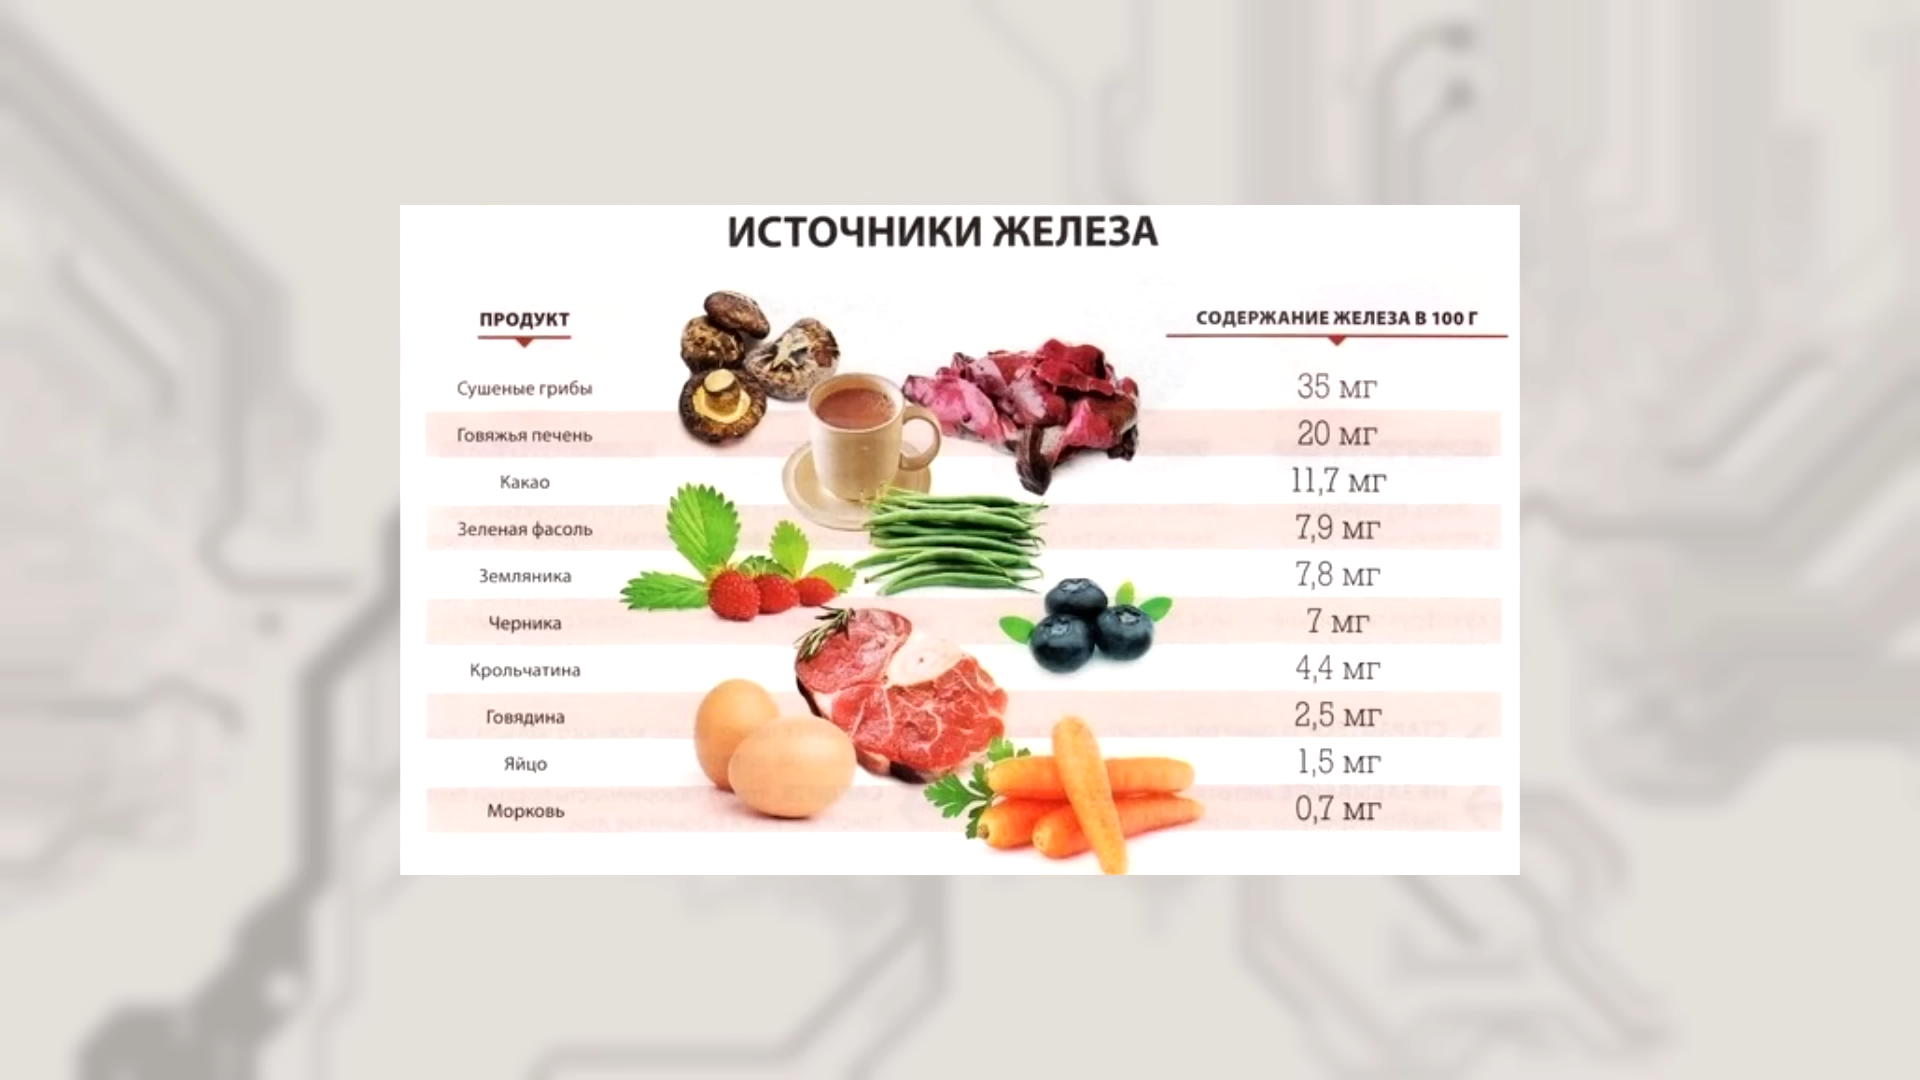 ИСТОЧНИКИ ЖЕЛЕЗА
ПРОДУКТ СОДЕРЖАНИЕ ЖЕЛЕЗА В 100 Г
Сушеные грибы 35 мг
Говяжья печень 20 мг
Какао 11,7 мг
Зеленая фасоль 7,9 мг
Земляника 7,8 мг
Черника 7 мг
Крольчатина 4,4 мг
Говядина 2,5 мг
Яйцо 1,5 мг
Морковь 0,7 мг